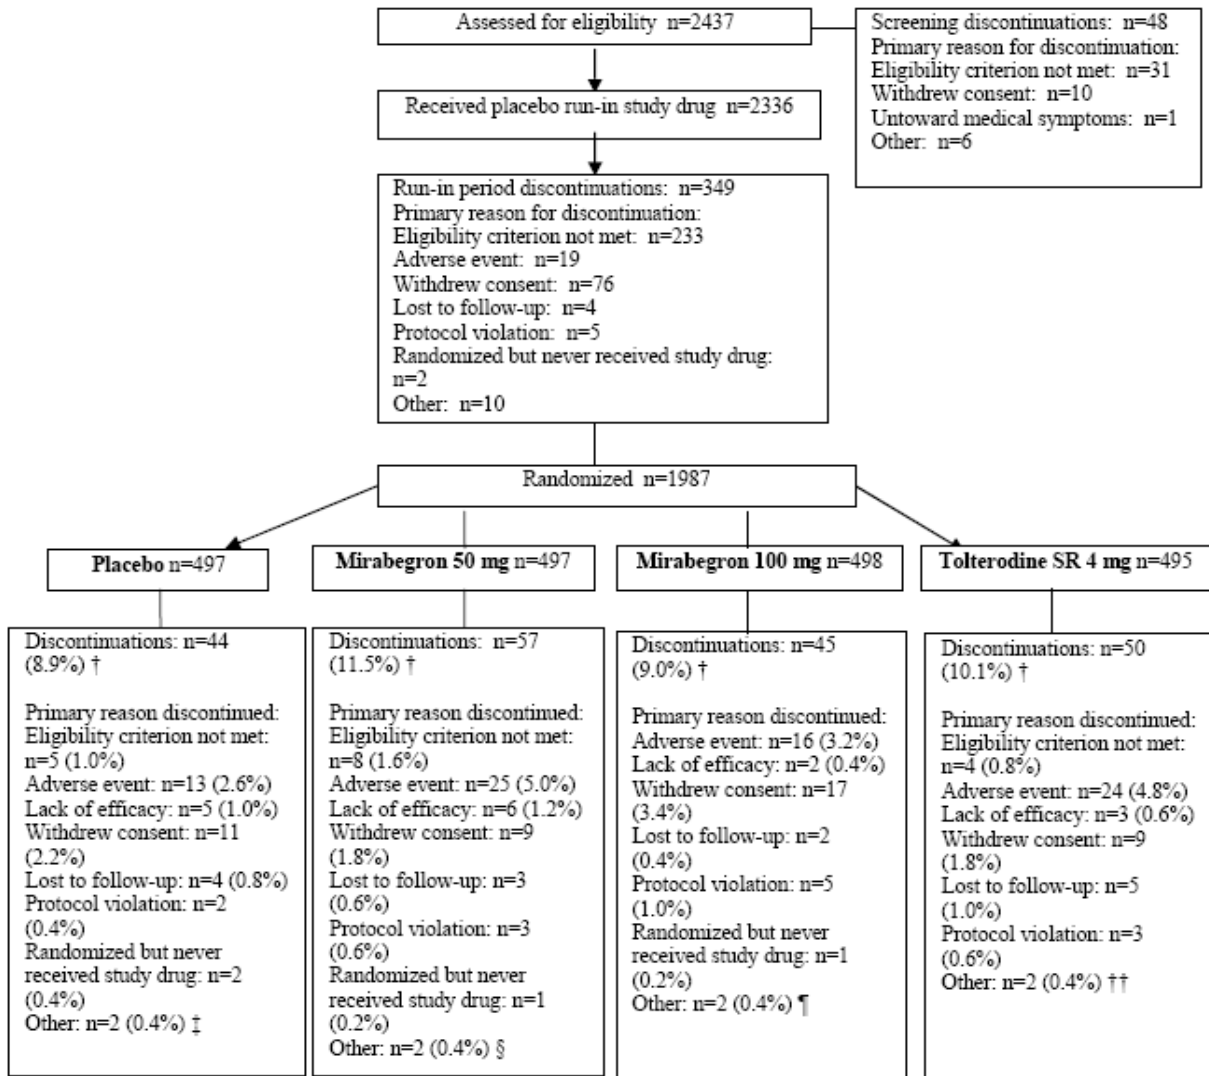 Assessed for eligibility n=2437
Screening discontinuations: n=48
Primary reason for discontinuation:
Eligibility criterion not met: n=31
Withdrew consent: n=10
Untoward medical symptoms: n=1
Other: n=6
Received placebo run-in study drug n=2336
Run-in period discontinuations: n=349
Primary reason for discontinuation:
Eligibility criterion not met: n=233
Adverse event: n=19
Withdrew consent: n=76
Lost to follow-up: n=4
Protocol violation: n=5
Randomized but never received study drug:
n=2
Other: n=10
Randomized n=1987
Placebo n=497
Mirabegron 50 mg n=497
Mirabegron 100 mg n=498
Tolterodine SR 4 mg n=495
Discontinuations: n=44
(8.9%) †
Primary reason discontinued:
Eligibility criterion not met:
n=5 (1.0%)
Adverse event: n=13 (2.6%)
Lack of efficacy: n=5 (1.0%)
Withdrew consent: n=11
(2.2%)
Lost to follow-up: n=4 (0.8%)
Protocol violation: n=2
(0.4%)
Randomized but never
received study drug: n=2
(0.4%)
Other: n=2 (0.4%) ‡
Discontinuations: n=57
(11.5%) †
Primary reason discontinued:
Eligibility criterion not met:
n=8 (1.6%)
Adverse event: n=25 (5.0%)
Lack of efficacy: n=6 (1.2%)
Withdrew consent: n=9
(1.8%)
Lost to follow-up: n=3
(0.6%)
Protocol violation: n=3
(0.6%)
Randomized but never
received study drug: n=1
(0.2%)
Other: n=2 (0.4%) §
Discontinuations: n=45
(9.0%) †
Primary reason discontinued:
Adverse event: n=16 (3.2%)
Lack of efficacy: n=2 (0.4%)
Withdrew consent: n=17
(3.4%)
Lost to follow-up: n=2
(0.4%)
Protocol violation: n=5
(1.0%)
Randomized but never
received study drug: n=1
(0.2%)
Other: n=2 (0.4%) ¶
Discontinuations: n=50
(10.1%) †
Primary reason discontinued:
Eligibility criterion not met:
n=4 (0.8%)
Adverse event: n=24 (4.8%)
Lack of efficacy: n=3 (0.6%)
Withdrew consent: n=9
(1.8%)
Lost to follow-up: n=5
(1.0%)
Protocol violation: n=3
(0.6%)
Other: n=2 (0.4%) ††